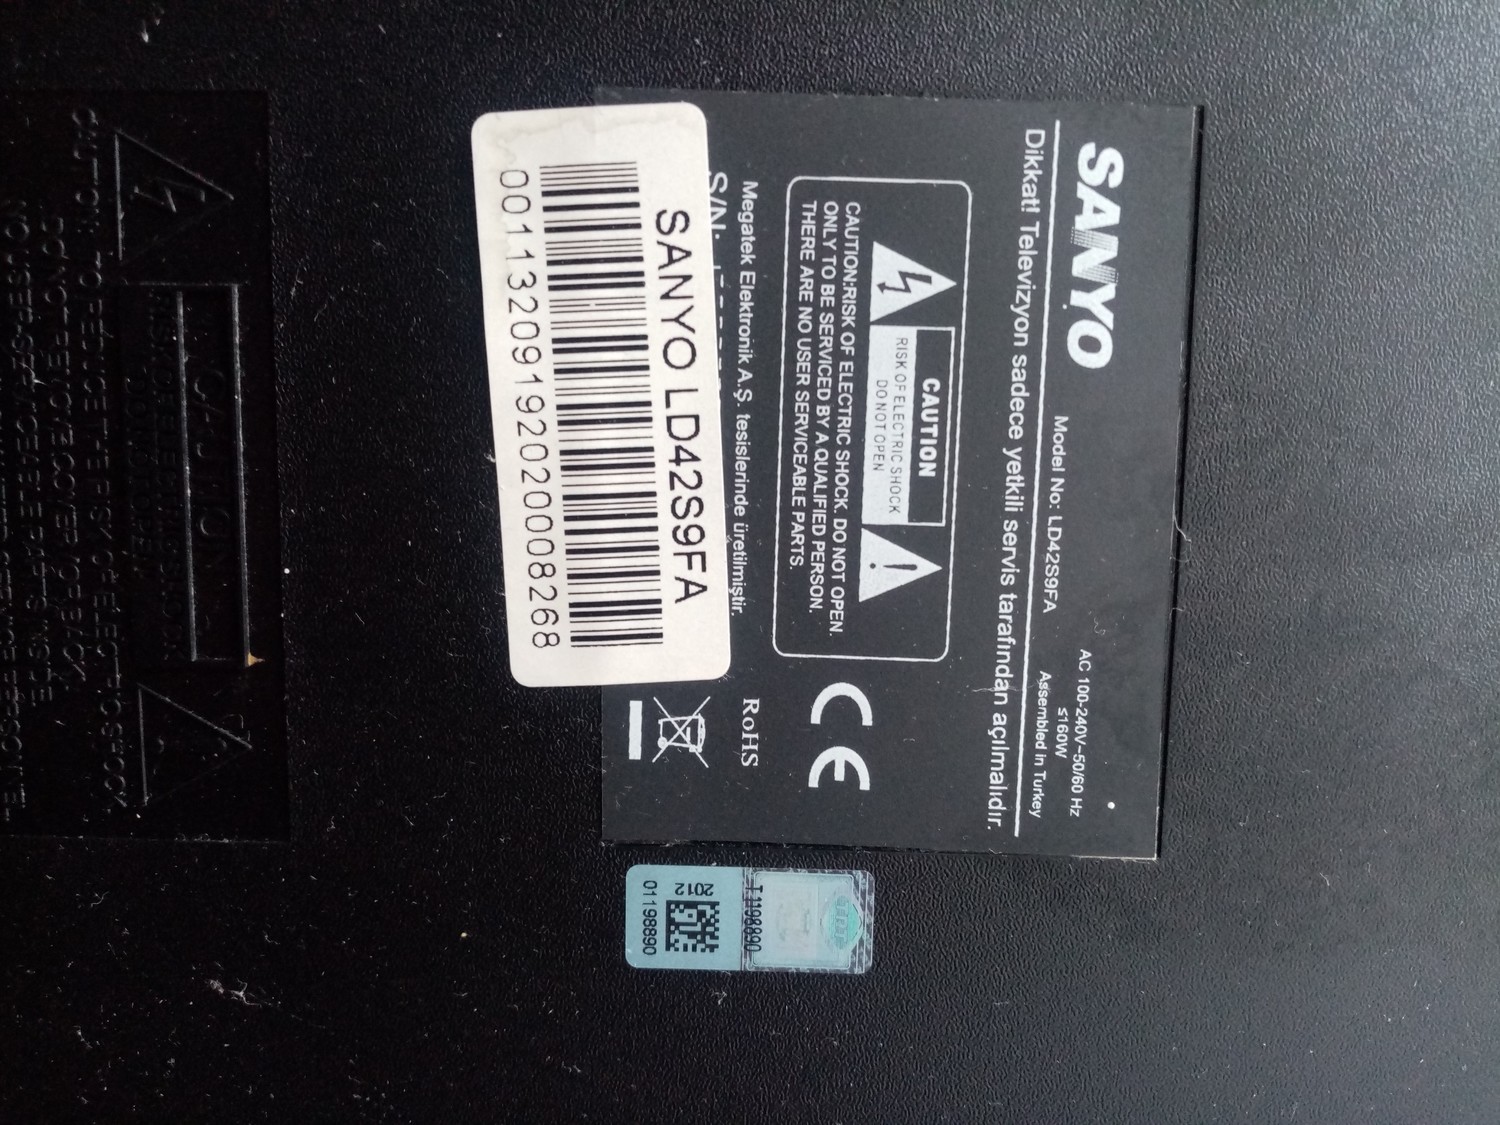 SANYO
Model No: LD42S9FA
AC 100-240V~50/60 Hz
≤160W
Assembled in Turkey
Dikkat! Televizyon sadece yetkili servis tarafından açılmalıdır.
CAUTION
RISK OF ELECTRIC SHOCK
DO NOT OPEN
CAUTION:RISK OF ELECTRIC SHOCK. DO NOT OPEN.
ONLY TO BE SERVICED BY A QUALIFIED PERSON.
THERE ARE NO USER SERVICEABLE PARTS.
CE
Megatek Elektronik A.Ş. tesislerinde üretilmiştir.
RoHS
S/N:
SANYO LD42S9FA
00113209192020008268
T1198890
2012
01198890
CAUTION